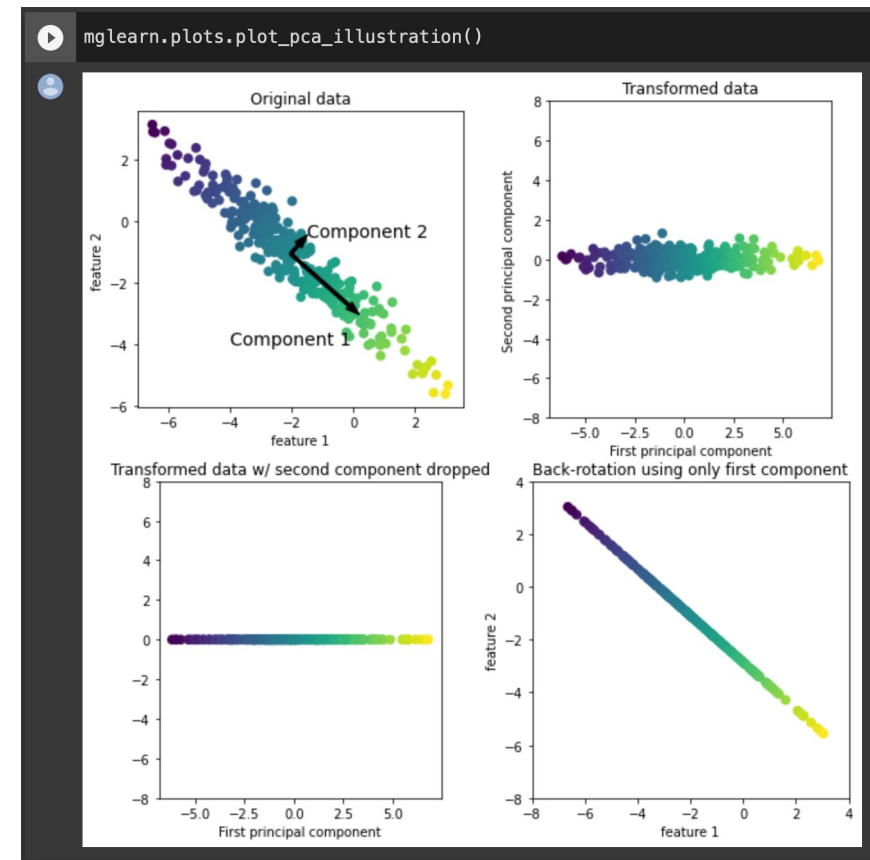 mglearn.plots.plot_pca_illustration()
Original data
feature 2
2
0
−2
−4
−6
Component 2
Component 1
−6 −4 −2 0 2
feature 1
Transformed data
Second principal component
8
6
4
2
0
−2
−4
−6
−8
−5.0 −2.5 0.0 2.5 5.0
First principal component
Transformed data w/ second component dropped
8
6
4
2
0
−2
−4
−6
−8
−5.0 −2.5 0.0 2.5 5.0
First principal component
Back-rotation using only first component
feature 2
4
2
0
−2
−4
−6
−8
−8 −6 −4 −2 0 2 4
feature 1